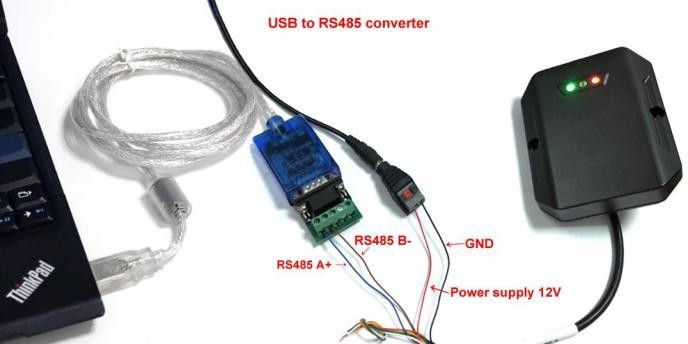 USB to RS485 converter
RS485 B-
GND
RS485 A+
Power supply 12V
ThinkPad